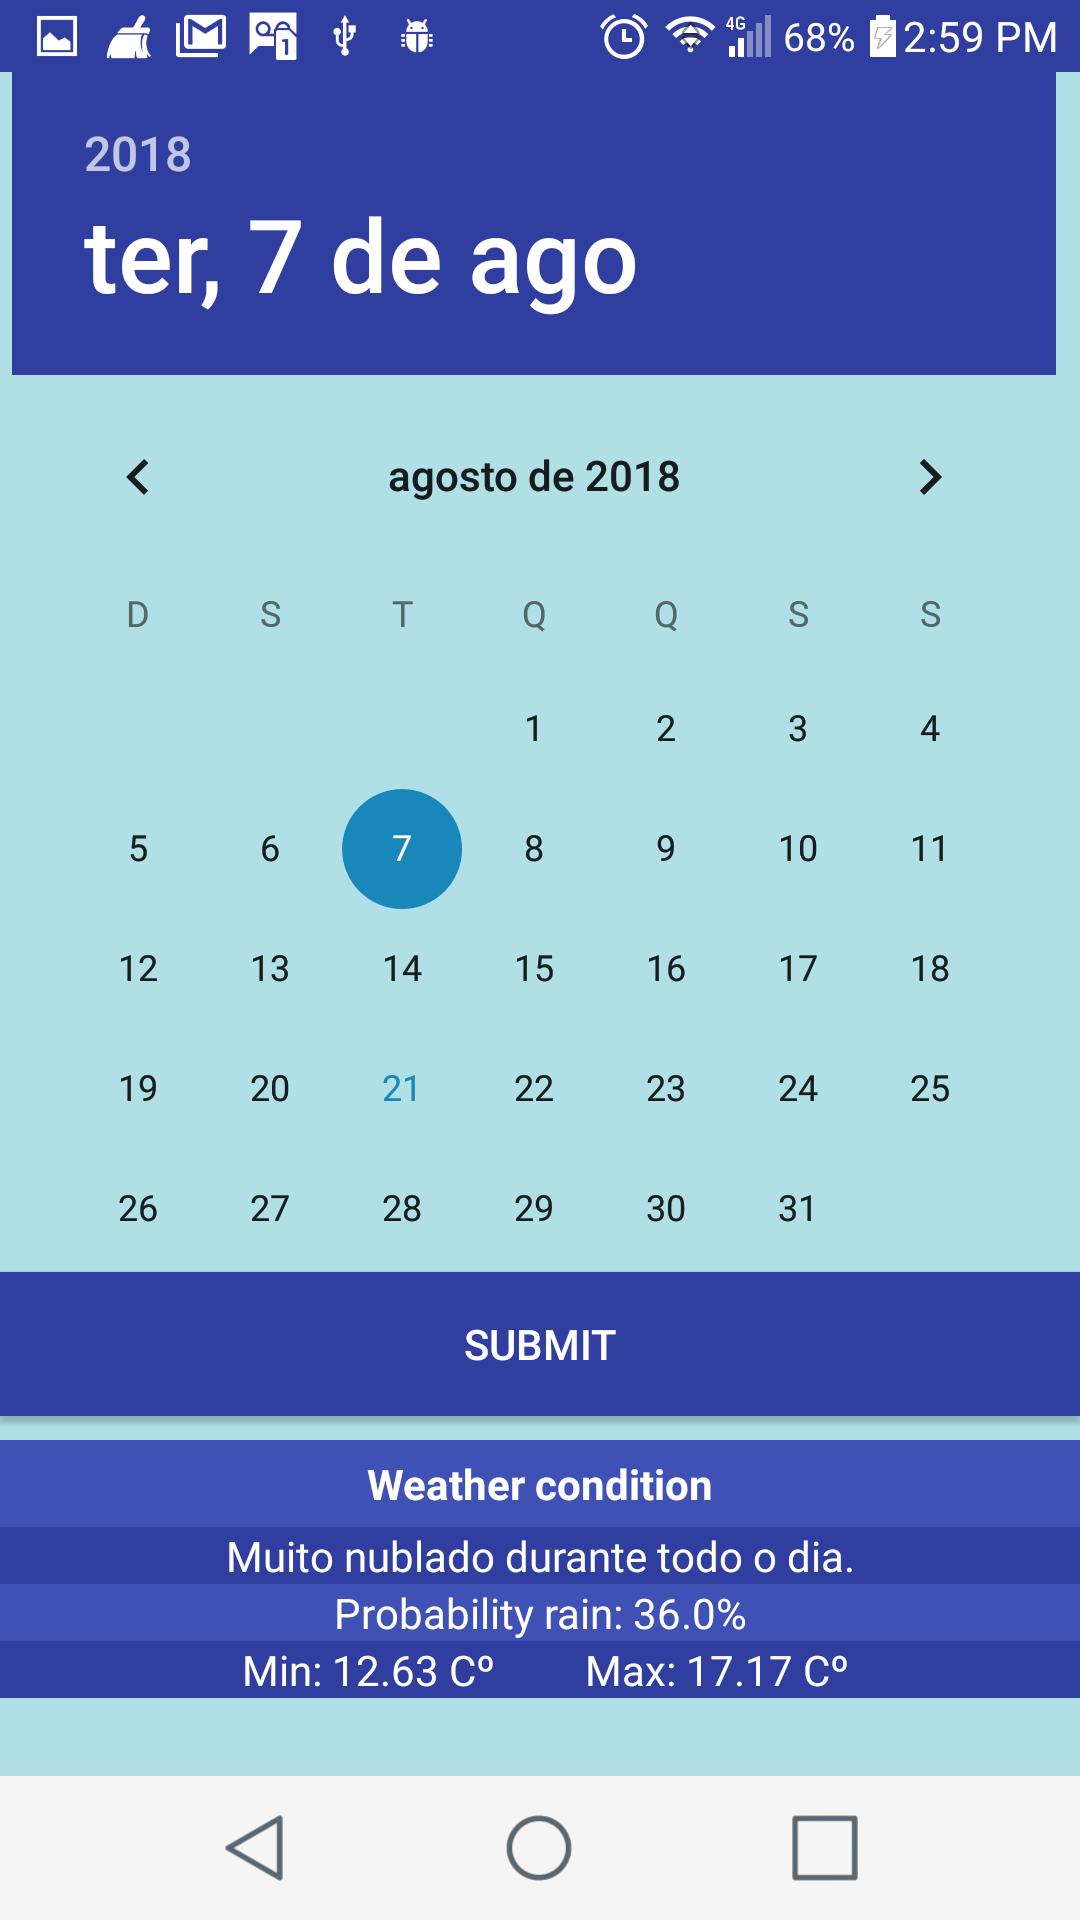 1 4G 68% 2:59 PM
2018
ter, 7 de ago
agosto de 2018
D S T Q Q S S
1 2 3 4
5 6 7 8 9 10 11
12 13 14 15 16 17 18
19 20 21 22 23 24 25
26 27 28 29 30 31
SUBMIT
Weather condition
Muito nublado durante todo o dia.
Probability rain: 36.0%
Min: 12.63 Cº Max: 17.17 Cº